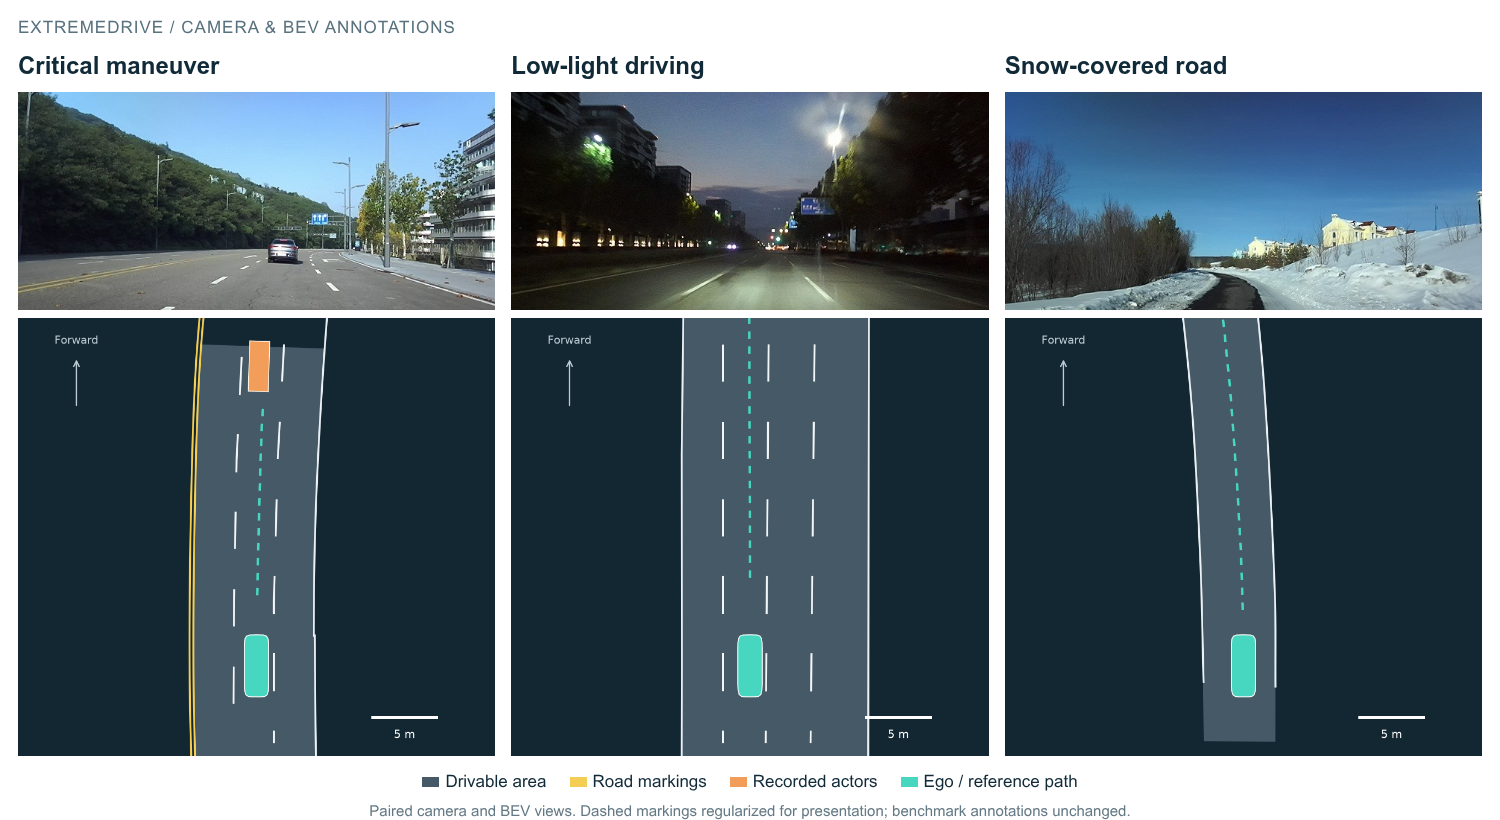 EXTREMEDRIVE / CAMERA & BEV ANNOTATIONS
Critical maneuver
Low-light driving
Snow-covered road
Forward
Forward
Forward
5 m
5 m
5 m
Drivable area
Road markings
Recorded actors
Ego / reference path
Paired camera and BEV views. Dashed markings regularized for presentation; benchmark annotations unchanged.